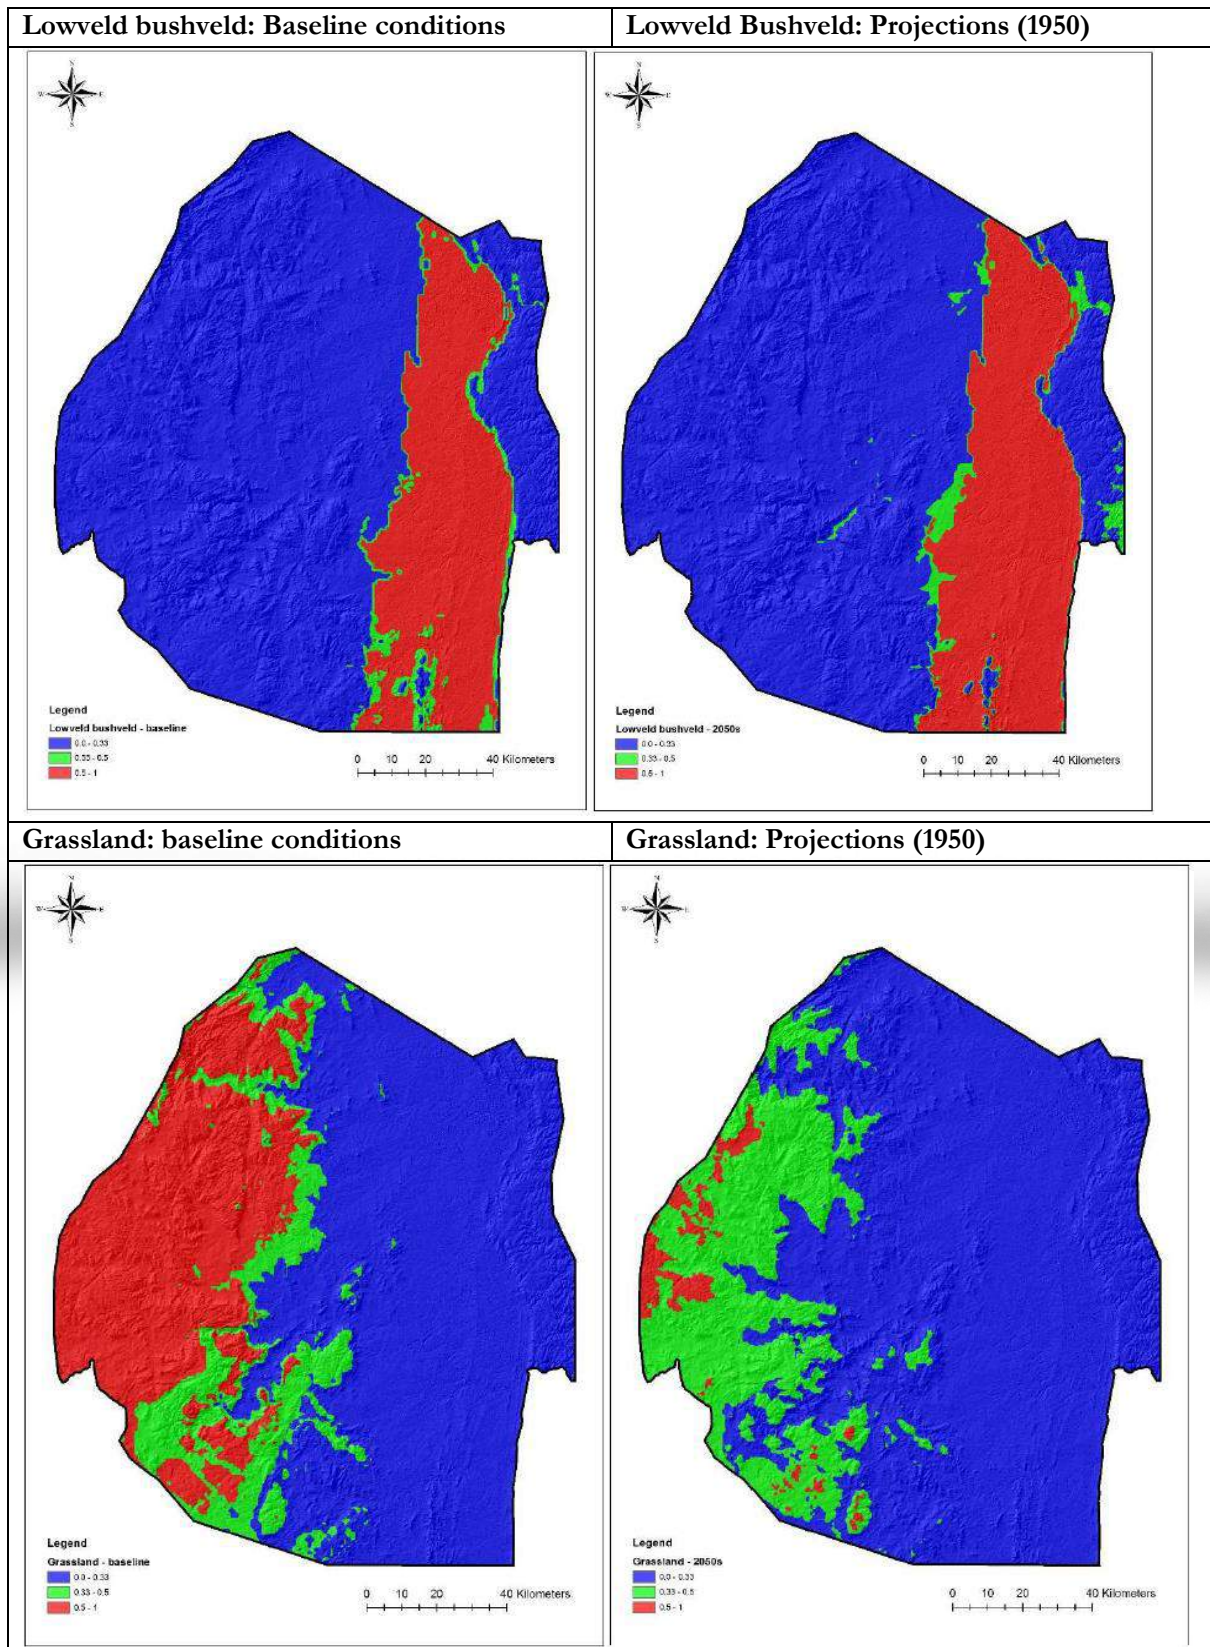 Lowveld bushveld: Baseline conditions
Lowveld Bushveld: Projections (1950)
N
W E
S
N
W E
S
Legend
Lowveld bushveld - baseline
0.0 - 0.33
0.33 - 0.5
0.5 - 1
0 10 20 40 Kilometers
Legend
Lowveld bushveld - 2050s
0.0 - 0.33
0.33 - 0.5
0.5 - 1
0 10 20 40 Kilometers
Grassland: baseline conditions
Grassland: Projections (1950)
N
W E
S
N
W E
S
Legend
Grassland - baseline
0.0 - 0.33
0.33 - 0.5
0.5 - 1
0 10 20 40 Kilometers
Legend
Grassland - 2050s
0.0 - 0.33
0.33 - 0.5
0.5 - 1
0 10 20 40 Kilometers